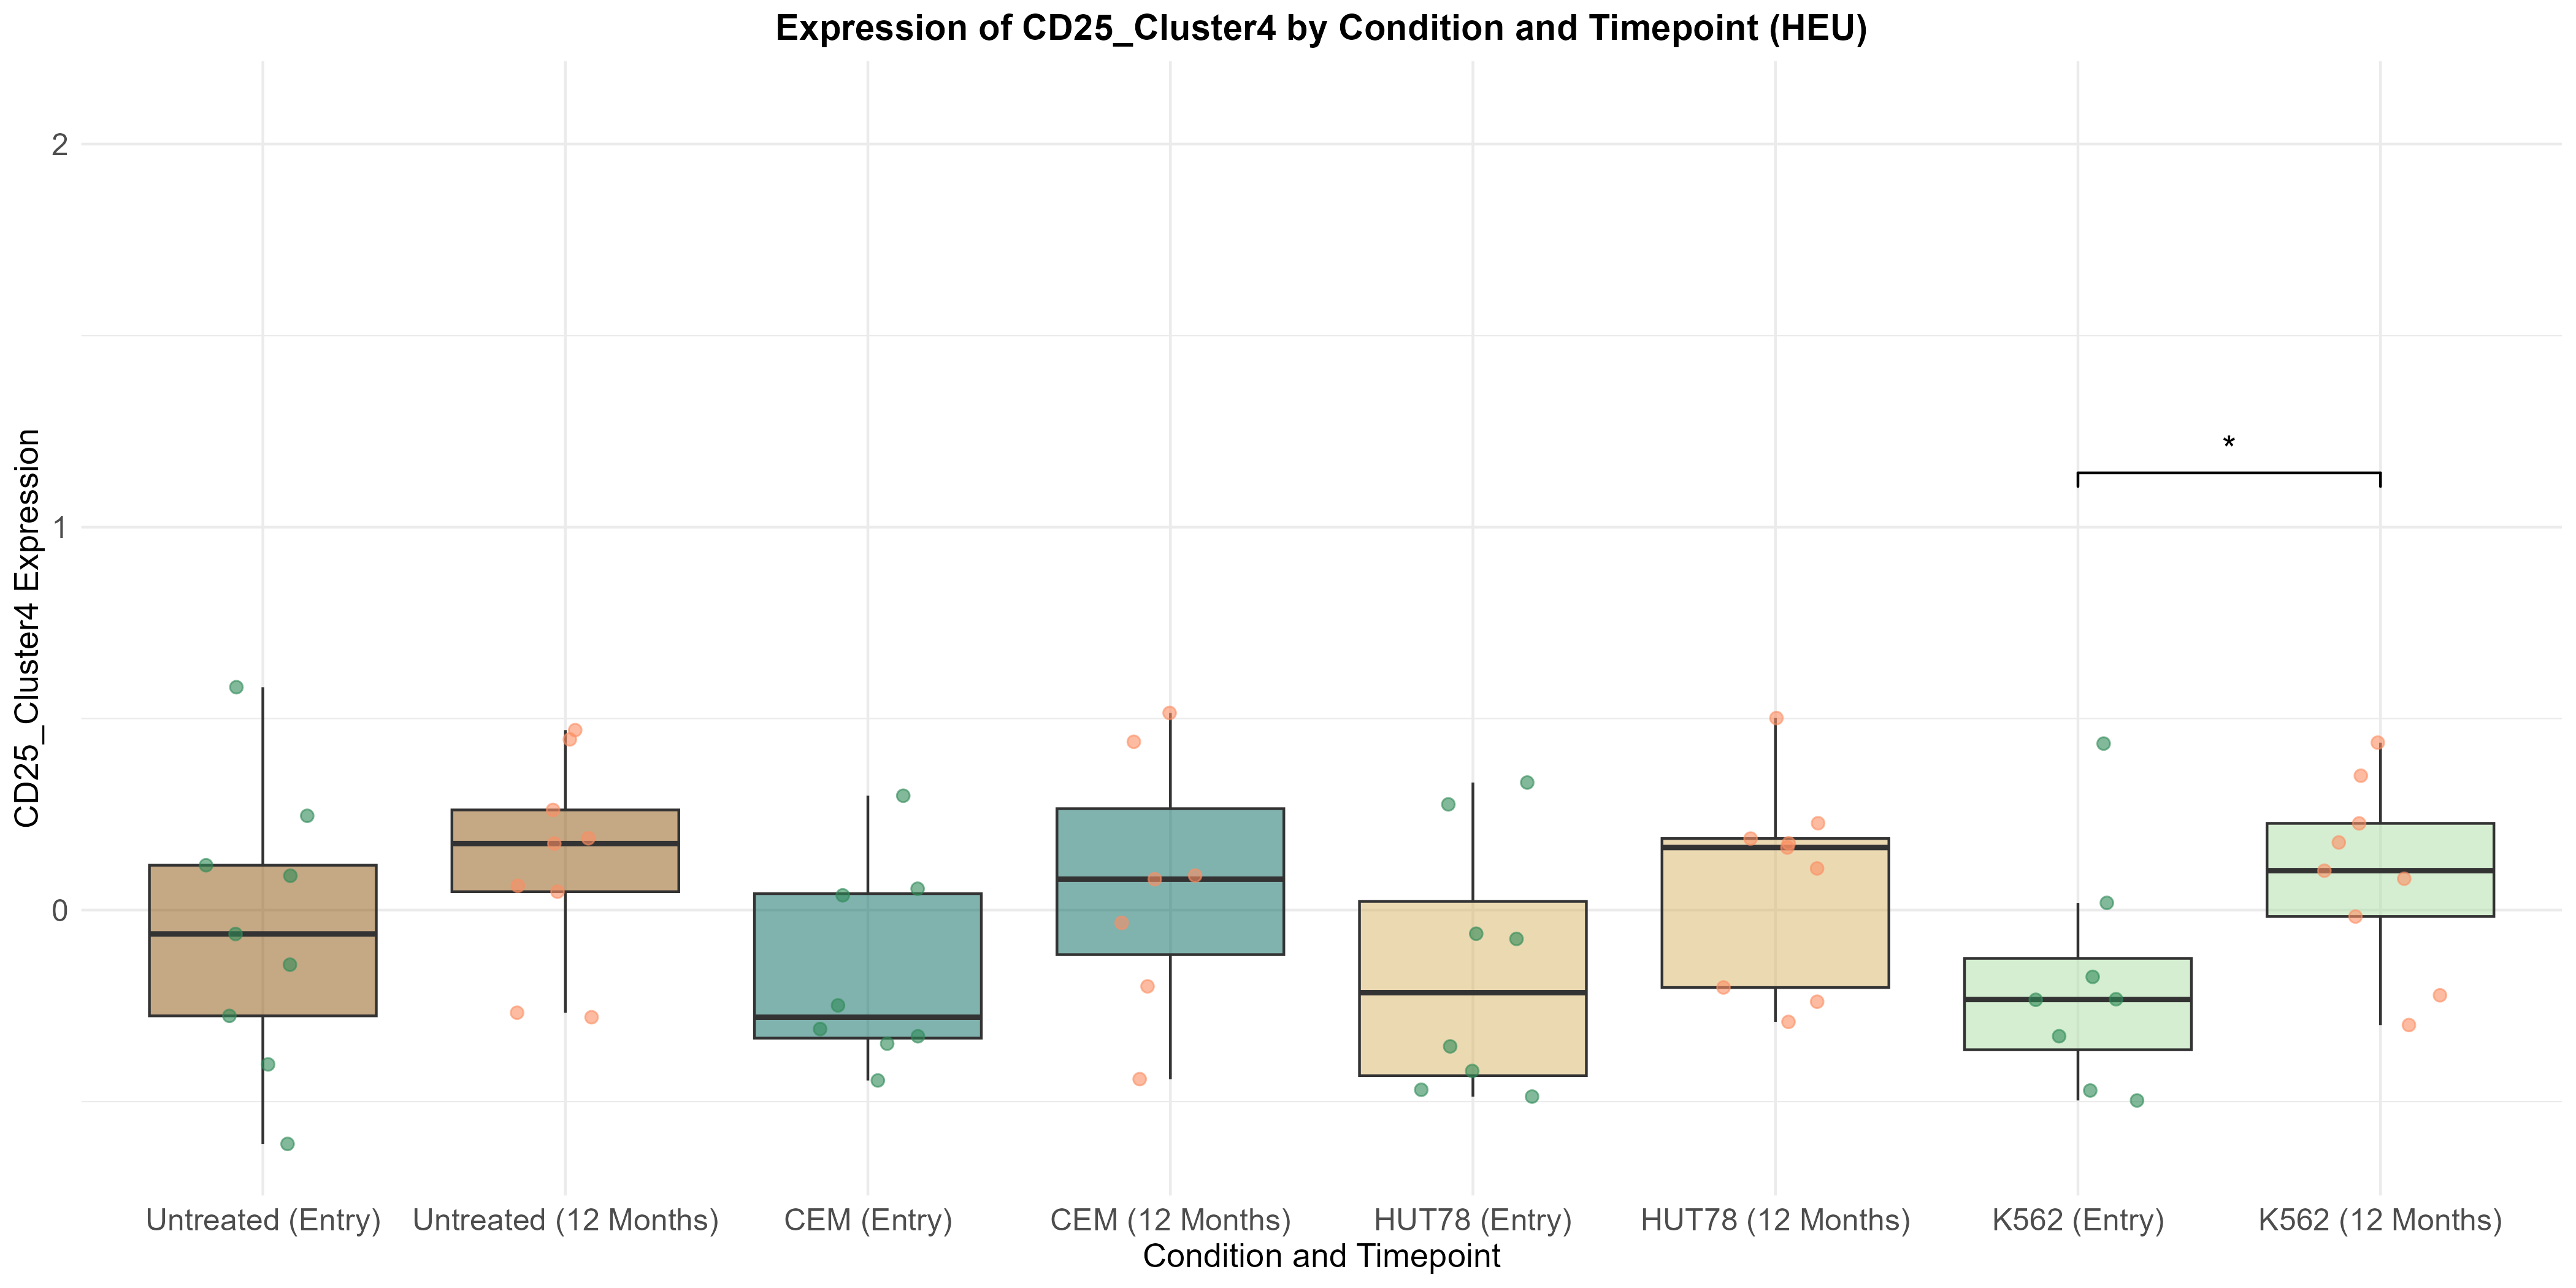 Expression of CD25_Cluster4 by Condition and Timepoint (HEU)
CD25_Cluster4 Expression
2
1
0
*
Untreated (Entry)
Untreated (12 Months)
CEM (Entry)
CEM (12 Months)
HUT78 (Entry)
HUT78 (12 Months)
K562 (Entry)
K562 (12 Months)
Condition and Timepoint